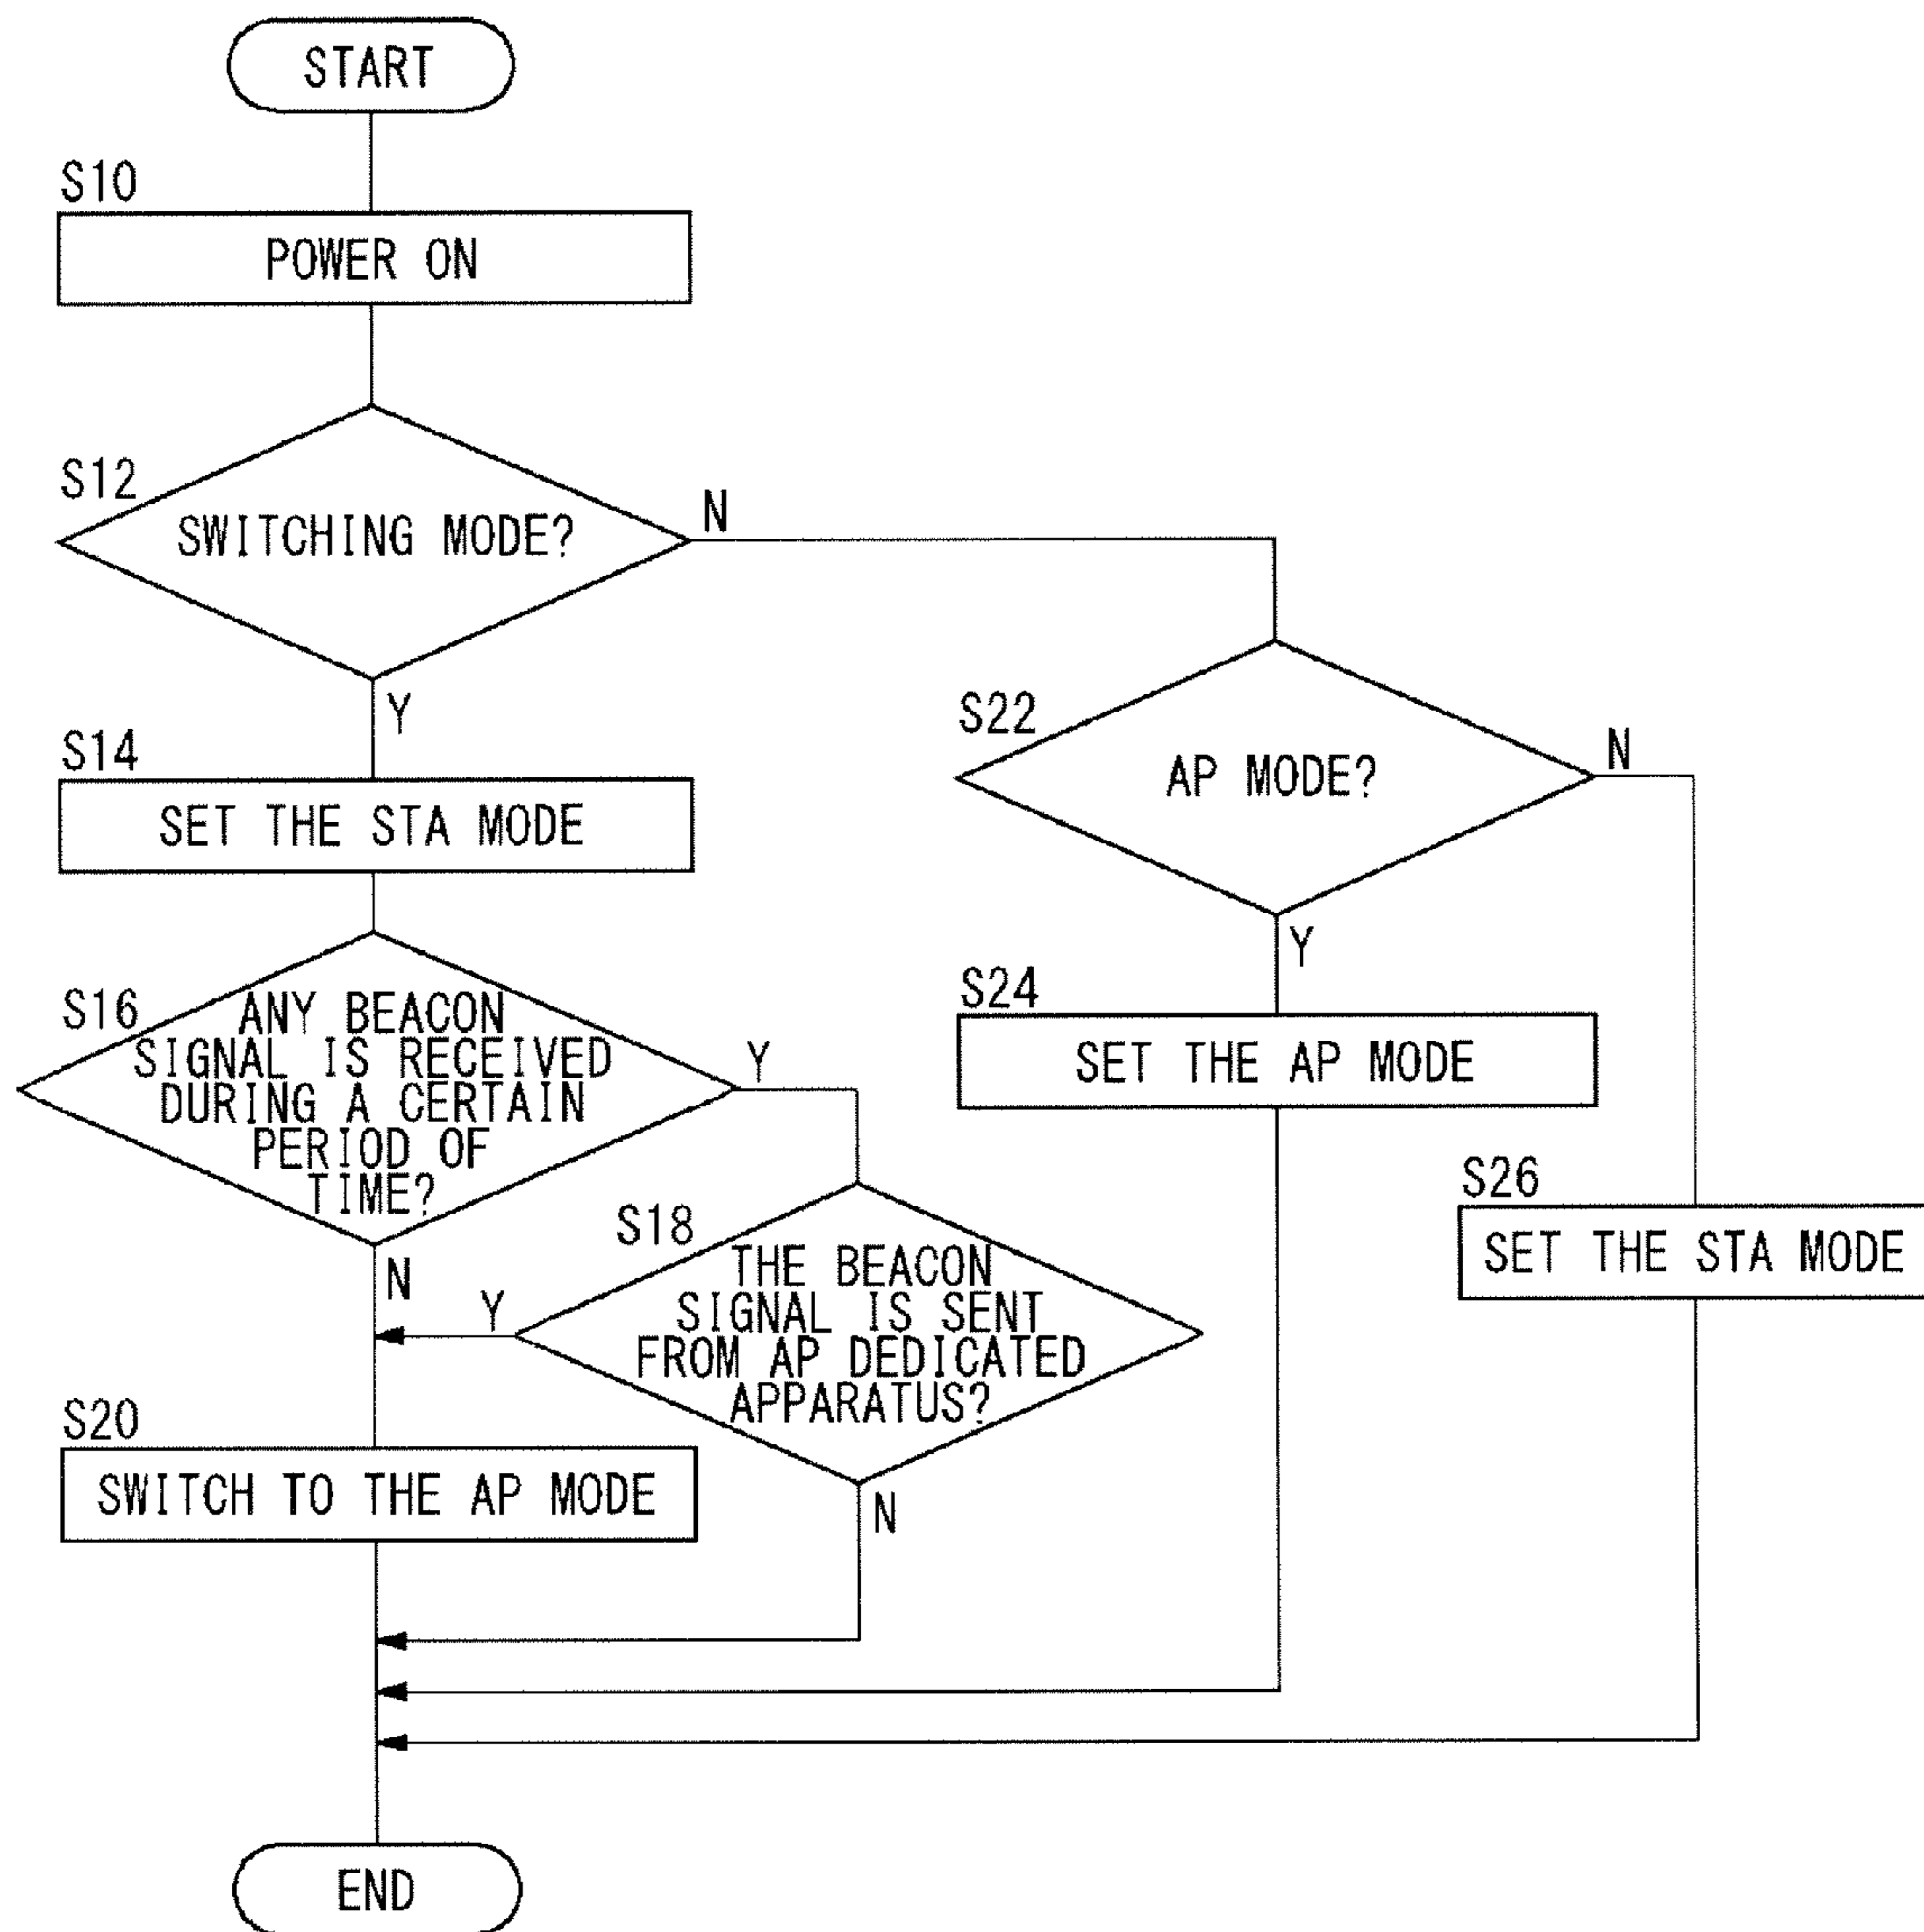 START
S10
POWER ON
S12
SWITCHING MODE?
N
Y
S14
SET THE STA MODE
S16
ANY BEACON
SIGNAL IS RECEIVED
DURING A CERTAIN
PERIOD OF
TIME?
Y
N
S18
THE BEACON
SIGNAL IS SENT
FROM AP DEDICATED
APPARATUS?
Y
N
S20
SWITCH TO THE AP MODE
S22
AP MODE?
N
Y
S24
SET THE AP MODE
S26
SET THE STA MODE
END